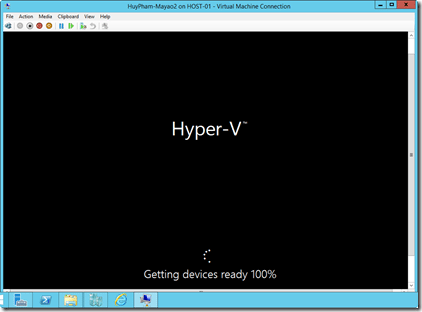 HuyPham-Mayao2 on HOST-01 - Virtual Machine Connection
File Action Media Clipboard View Help
Hyper-V™
Getting devices ready 100%